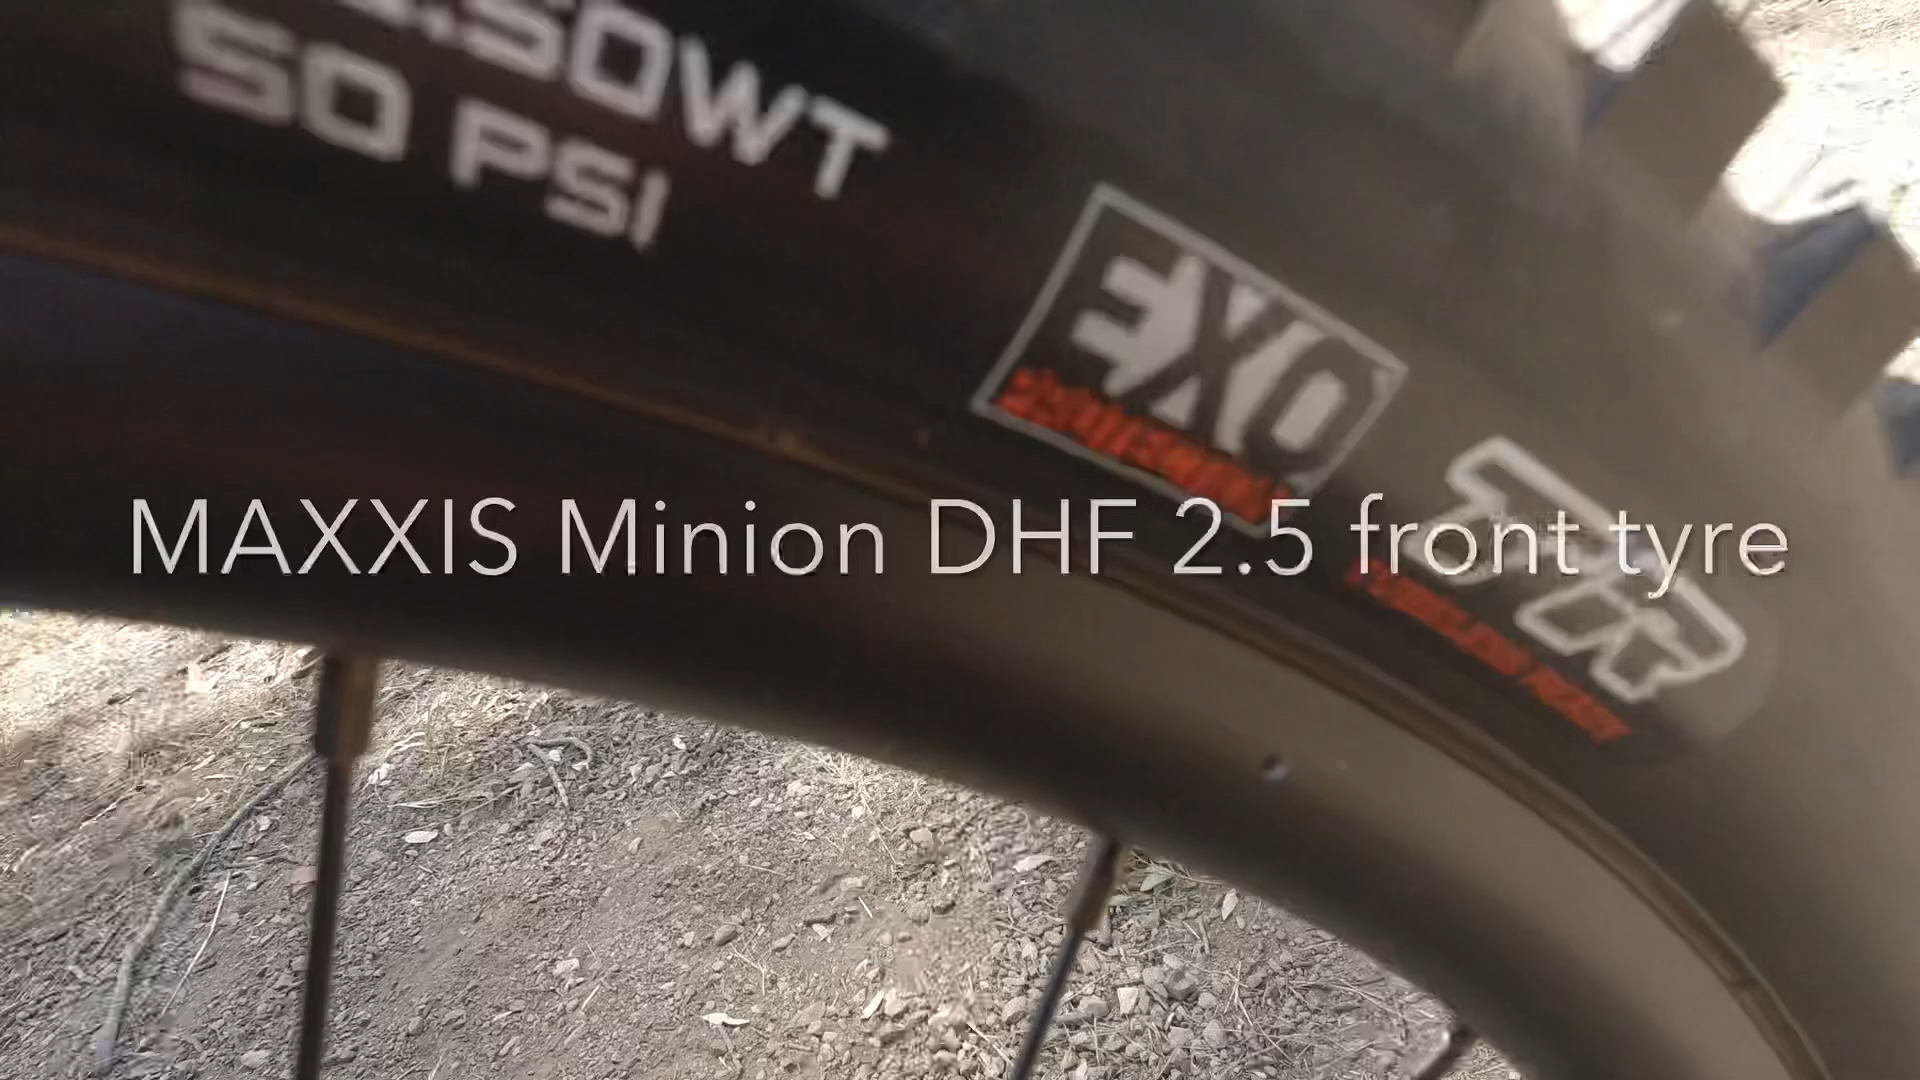 .50WT
50 PSI
EXO
TR
MAXXIS Minion DHF 2.5 front tyre